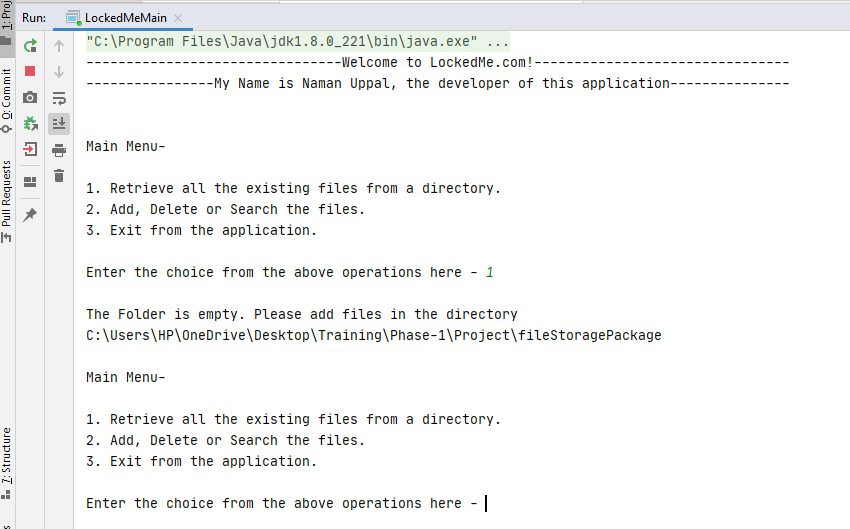 1: Proj
Run: LockedMeMain
"C:\Program Files\Java\jdk1.8.0_221\bin\java.exe" ...
--------------------------------Welcome to LockedMe.com!--------------------------------
----------------My Name is Naman Uppal, the developer of this application---------------
Main Menu-
1. Retrieve all the existing files from a directory.
2. Add, Delete or Search the files.
3. Exit from the application.
Enter the choice from the above operations here - 1
The Folder is empty. Please add files in the directory
C:\Users\HP\OneDrive\Desktop\Training\Phase-1\Project\fileStoragePackage
Main Menu-
1. Retrieve all the existing files from a directory.
2. Add, Delete or Search the files.
3. Exit from the application.
Enter the choice from the above operations here -
0: Commit
Pull Requests
7: Structure